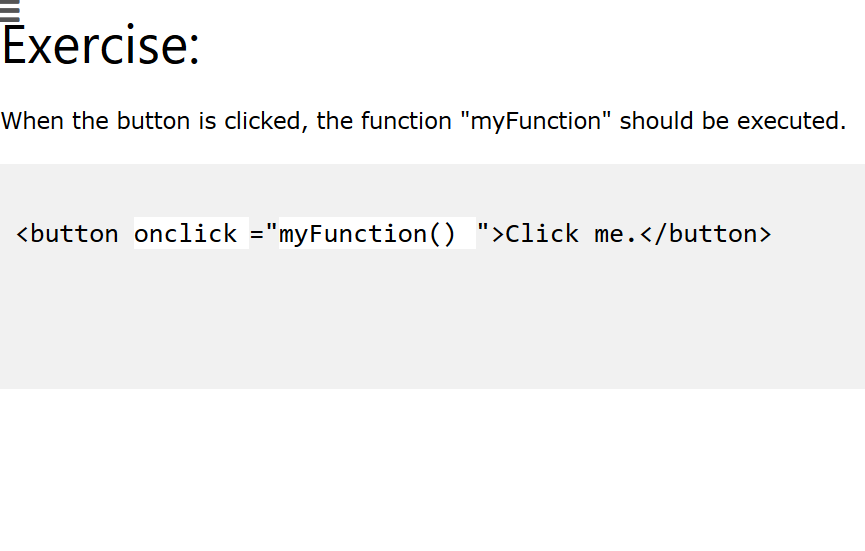 Exercise:
When the button is clicked, the function "myFunction" should be executed.
<button onclick ="myFunction() ">Click me.</button>